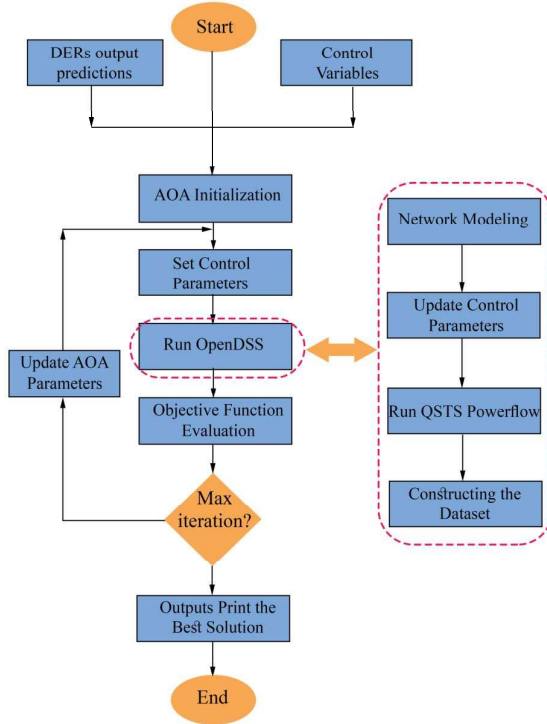 Start
DERs output
predictions
Control
Variables
AOA Initialization
Set Control
Parameters
Run OpenDSS
Update AOA
Parameters
Objective Function
Evaluation
Max
iteration?
Outputs Print the
Best Solution
End
Network Modeling
Update Control
Parameters
Run QSTS Powerflow
Constructing the
Dataset